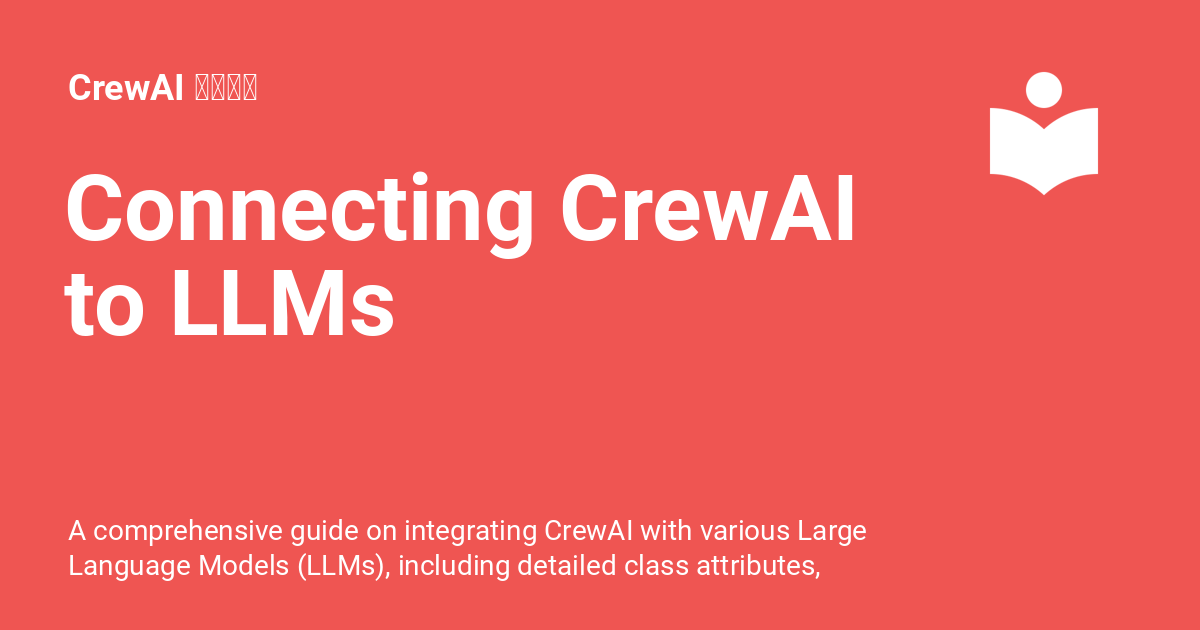 CrewAI
Connecting CrewAI
to LLMs
A comprehensive guide on integrating CrewAI with various Large
Language Models (LLMs), including detailed class attributes,